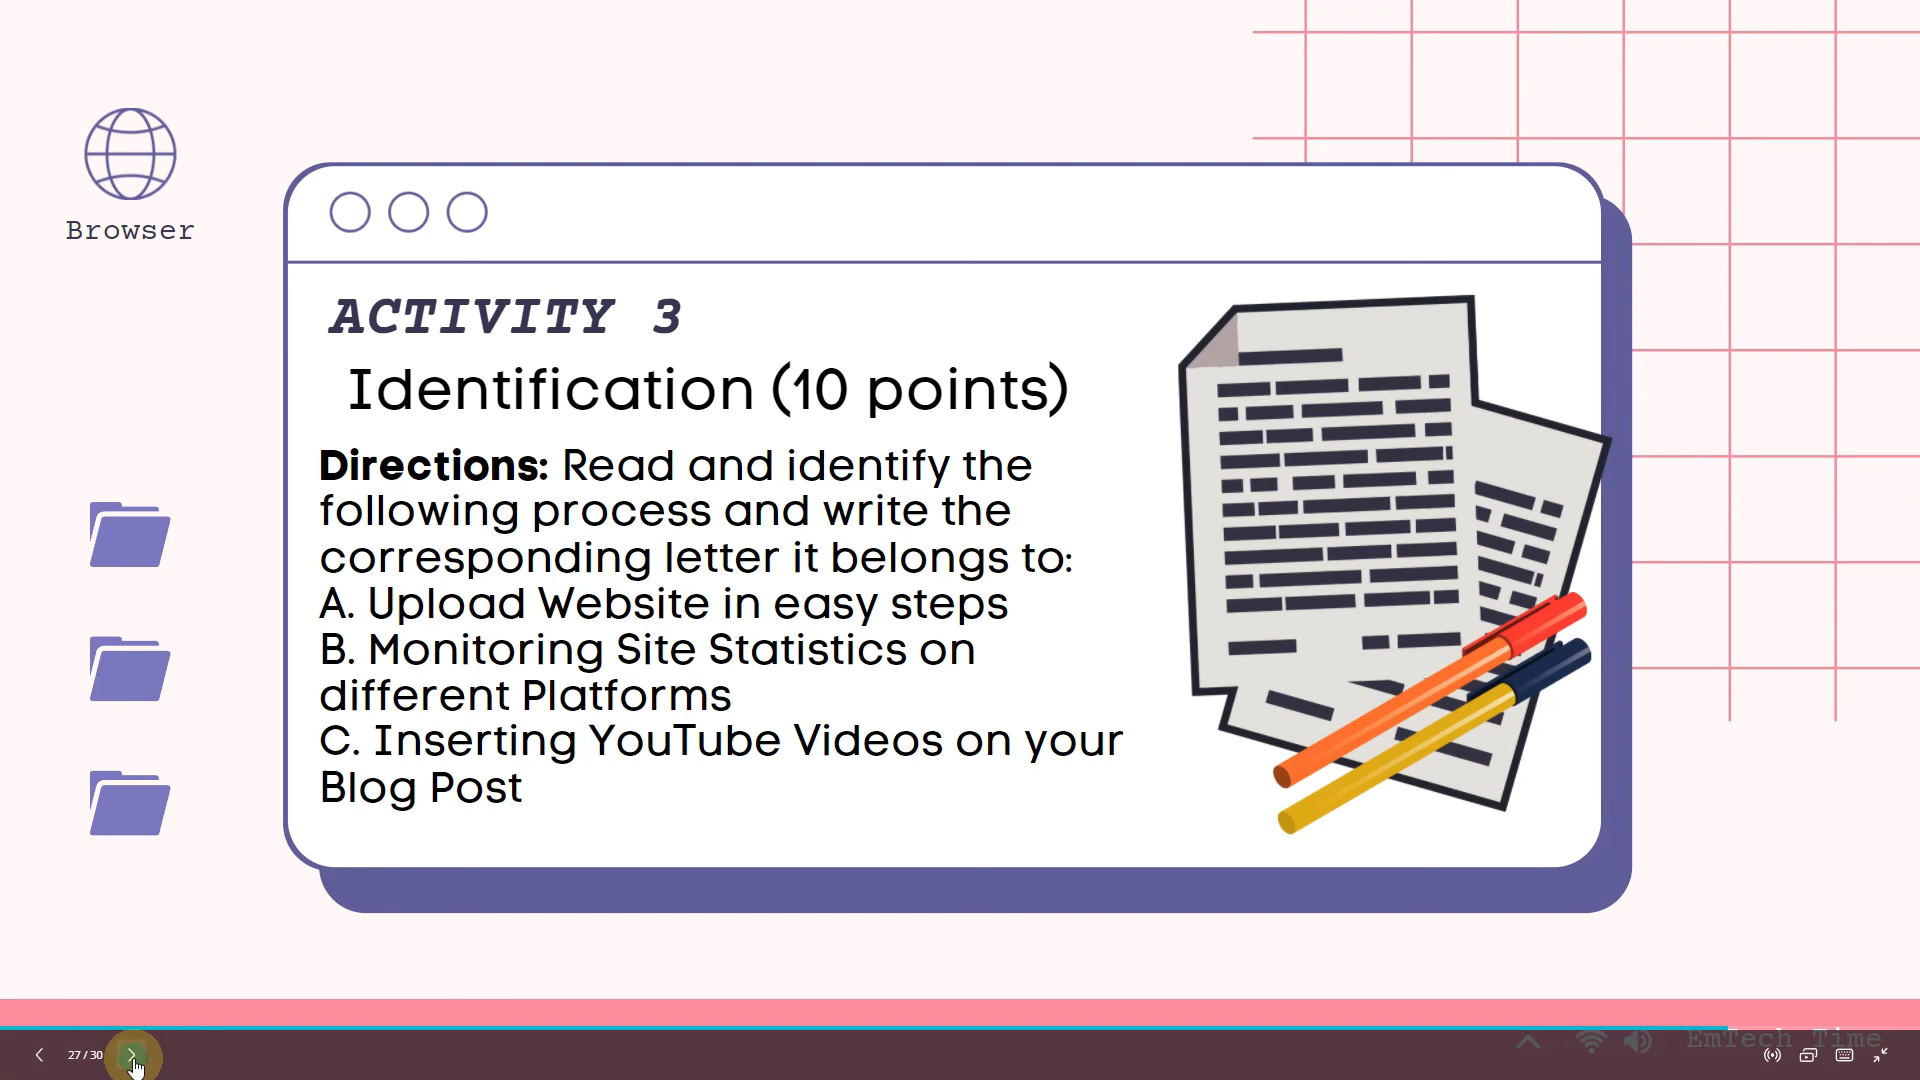 Browser
ACTIVITY 3
Identification (10 points)
Directions: Read and identify the
following process and write the
corresponding letter it belongs to:
A. Upload Website in easy steps
B. Monitoring Site Statistics on
different Platforms
C. Inserting YouTube Videos on your
Blog Post
27 / 30
EmTech Time